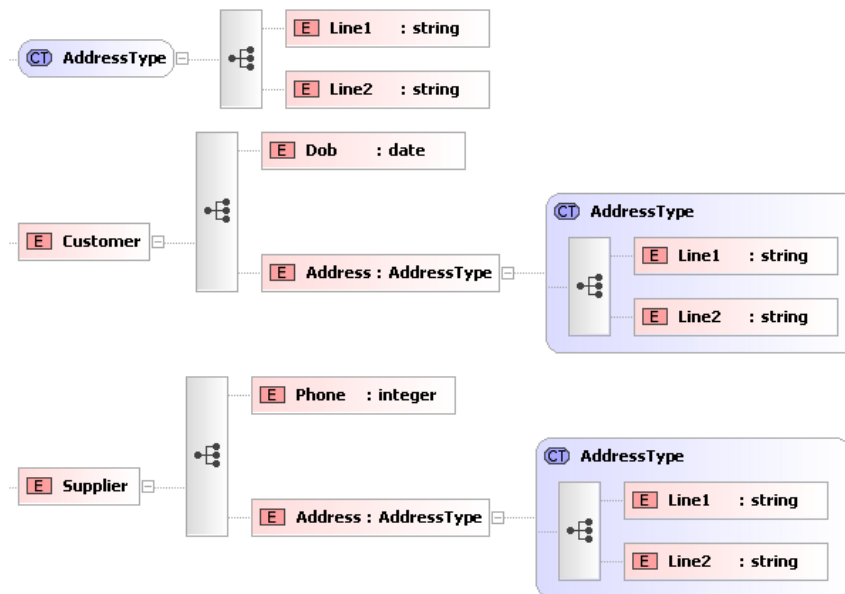 E Line1 : string
CT AddressType
E Line2 : string
E Dob : date
CT AddressType
E Line1 : string
E Customer
E Address : AddressType
E Line2 : string
E Phone : integer
CT AddressType
E Line1 : string
E Supplier
E Address : AddressType
E Line2 : string